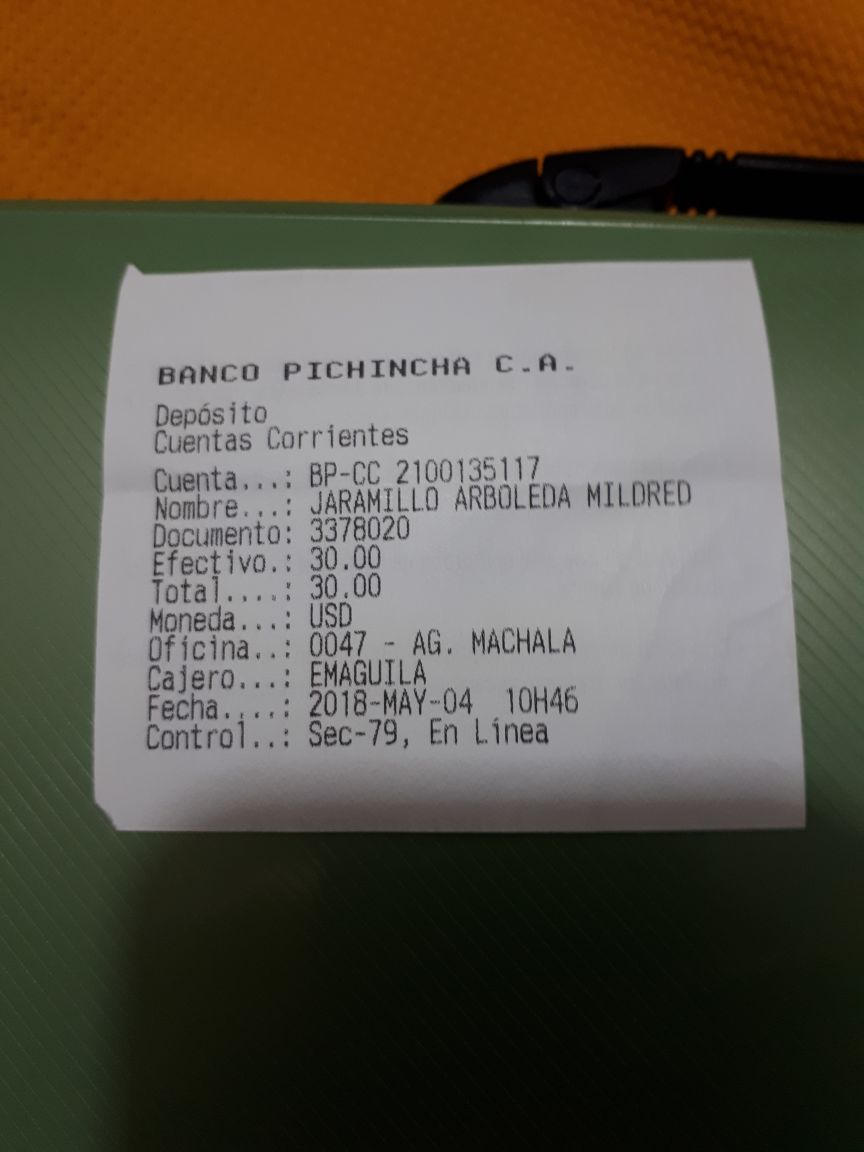 BANCO PICHINCHA C.A.
Depósito
Cuentas Corrientes
Cuenta...: BP-CC 2100135117
Nombre...: JARAMILLO ARBOLEDA MILDRED
Documento: 3378020
Efectivo.: 30.00
Total....: 30.00
Moneda...: USD
Oficina..: 0047 - AG. MACHALA
Cajero...: EMAGUILA
Fecha....: 2018-MAY-04 10H46
Control..: Sec-79, En Línea